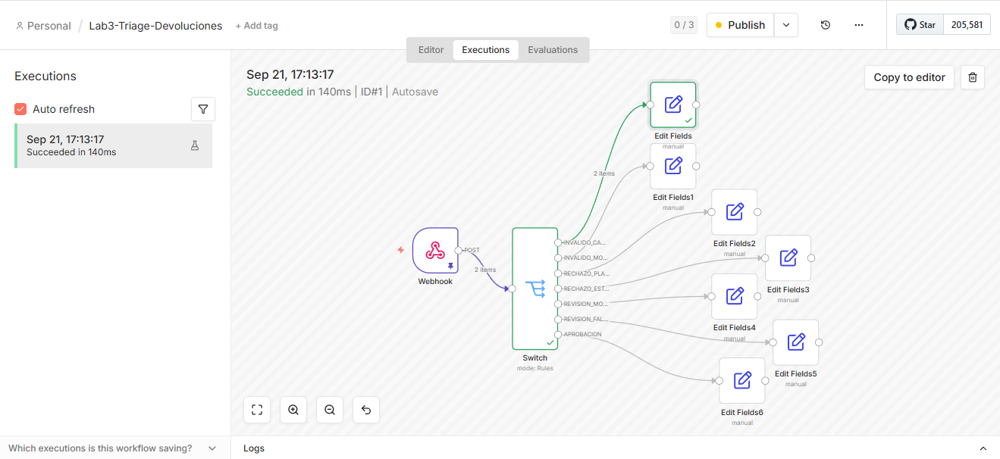 Personal / Lab3-Triage-Devoluciones + Add tag
0 / 3
Publish
Star 205,581
Editor Executions Evaluations
Executions
Auto refresh
Sep 21, 17:13:17
Succeeded in 140ms
Which executions is this workflow saving?
Sep 21, 17:13:17
Succeeded in 140ms | ID#1 | Autosave
Copy to editor
Webhook
POST
2 items
Switch
mode: Rules
INVALIDO_CA...
INVALIDO_MO...
RECHAZO_PLA...
RECHAZO_EST...
REVISION_MO...
REVISION_FAL...
APROBACION
2 items
Edit Fields
manual
Edit Fields1
manual
Edit Fields2
manual
Edit Fields3
manual
Edit Fields4
manual
Edit Fields5
manual
Edit Fields6
manual
Logs